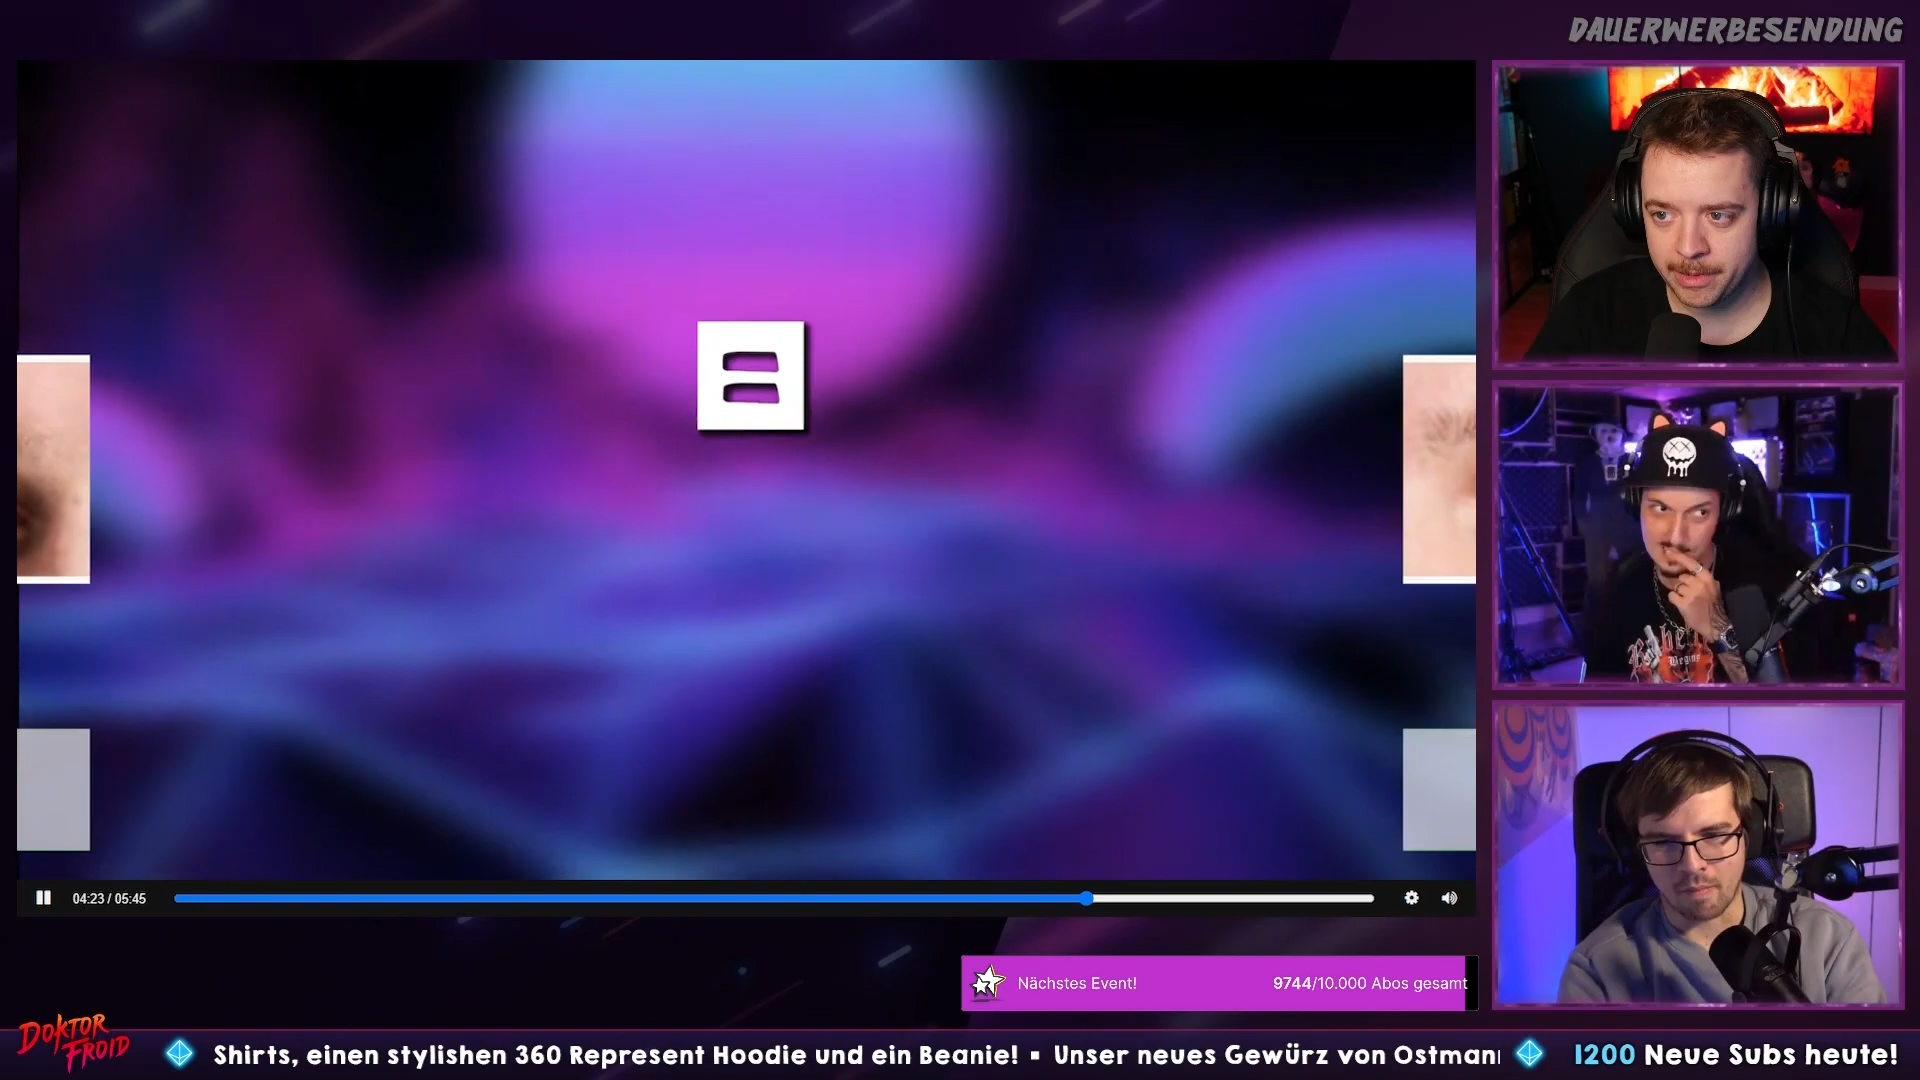 DAUERWERBESENDUNG
04:23 / 05:45
Nächstes Event!
9744/10.000 Abos gesamt
DOKTOR
FROID
Shirts, einen stylishen 360 Represent Hoodie und ein Beanie! ▪ Unser neues Gewürz von Ostman
1200 Neue Subs heute!